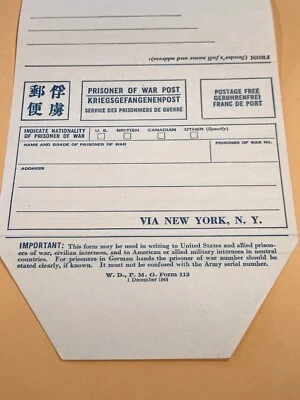 FROM (Sender's full name and address):
郵 俘
便 虜
PRISONER OF WAR POST
KRIEGSGEFANGENENPOST
SERVICE DES PRISONNIERS DE GUERRE
POSTAGE FREE
GEBÜHRENFREI
FRANC DE PORT
INDICATE NATIONALITY
OF PRISONER OF WAR
U. S. BRITISH CANADIAN OTHER (Specify)
NAME AND GRADE OF PRISONER OF WAR PRISONER OF WAR NO.
ADDRESS
VIA NEW YORK, N. Y.
IMPORTANT: This form may be used in writing to United States and allied prison-
ers of war, civilian internees, and to American or allied military internees in neutral
countries. For prisoners in German hands the prisoner of war number should be
stated clearly, if known. It must not be confused with the Army serial number.
W. D., P. M. G. Form 112
1 December 1943